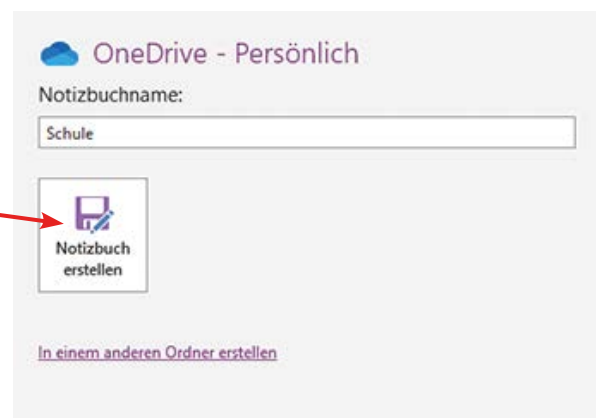 OneDrive - Persönlich
Notizbuchname:
Schule
Notizbuch
erstellen
In einem anderen Ordner erstellen